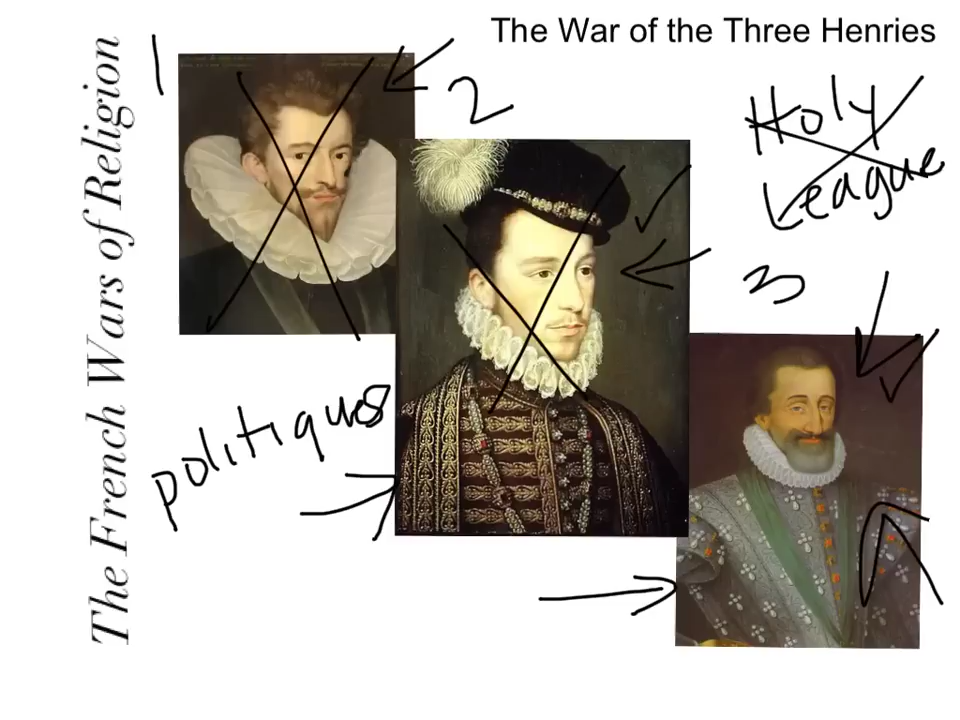 The War of the Three Henries
The French Wars of Religion
1
2
Holy
League
3
politiques